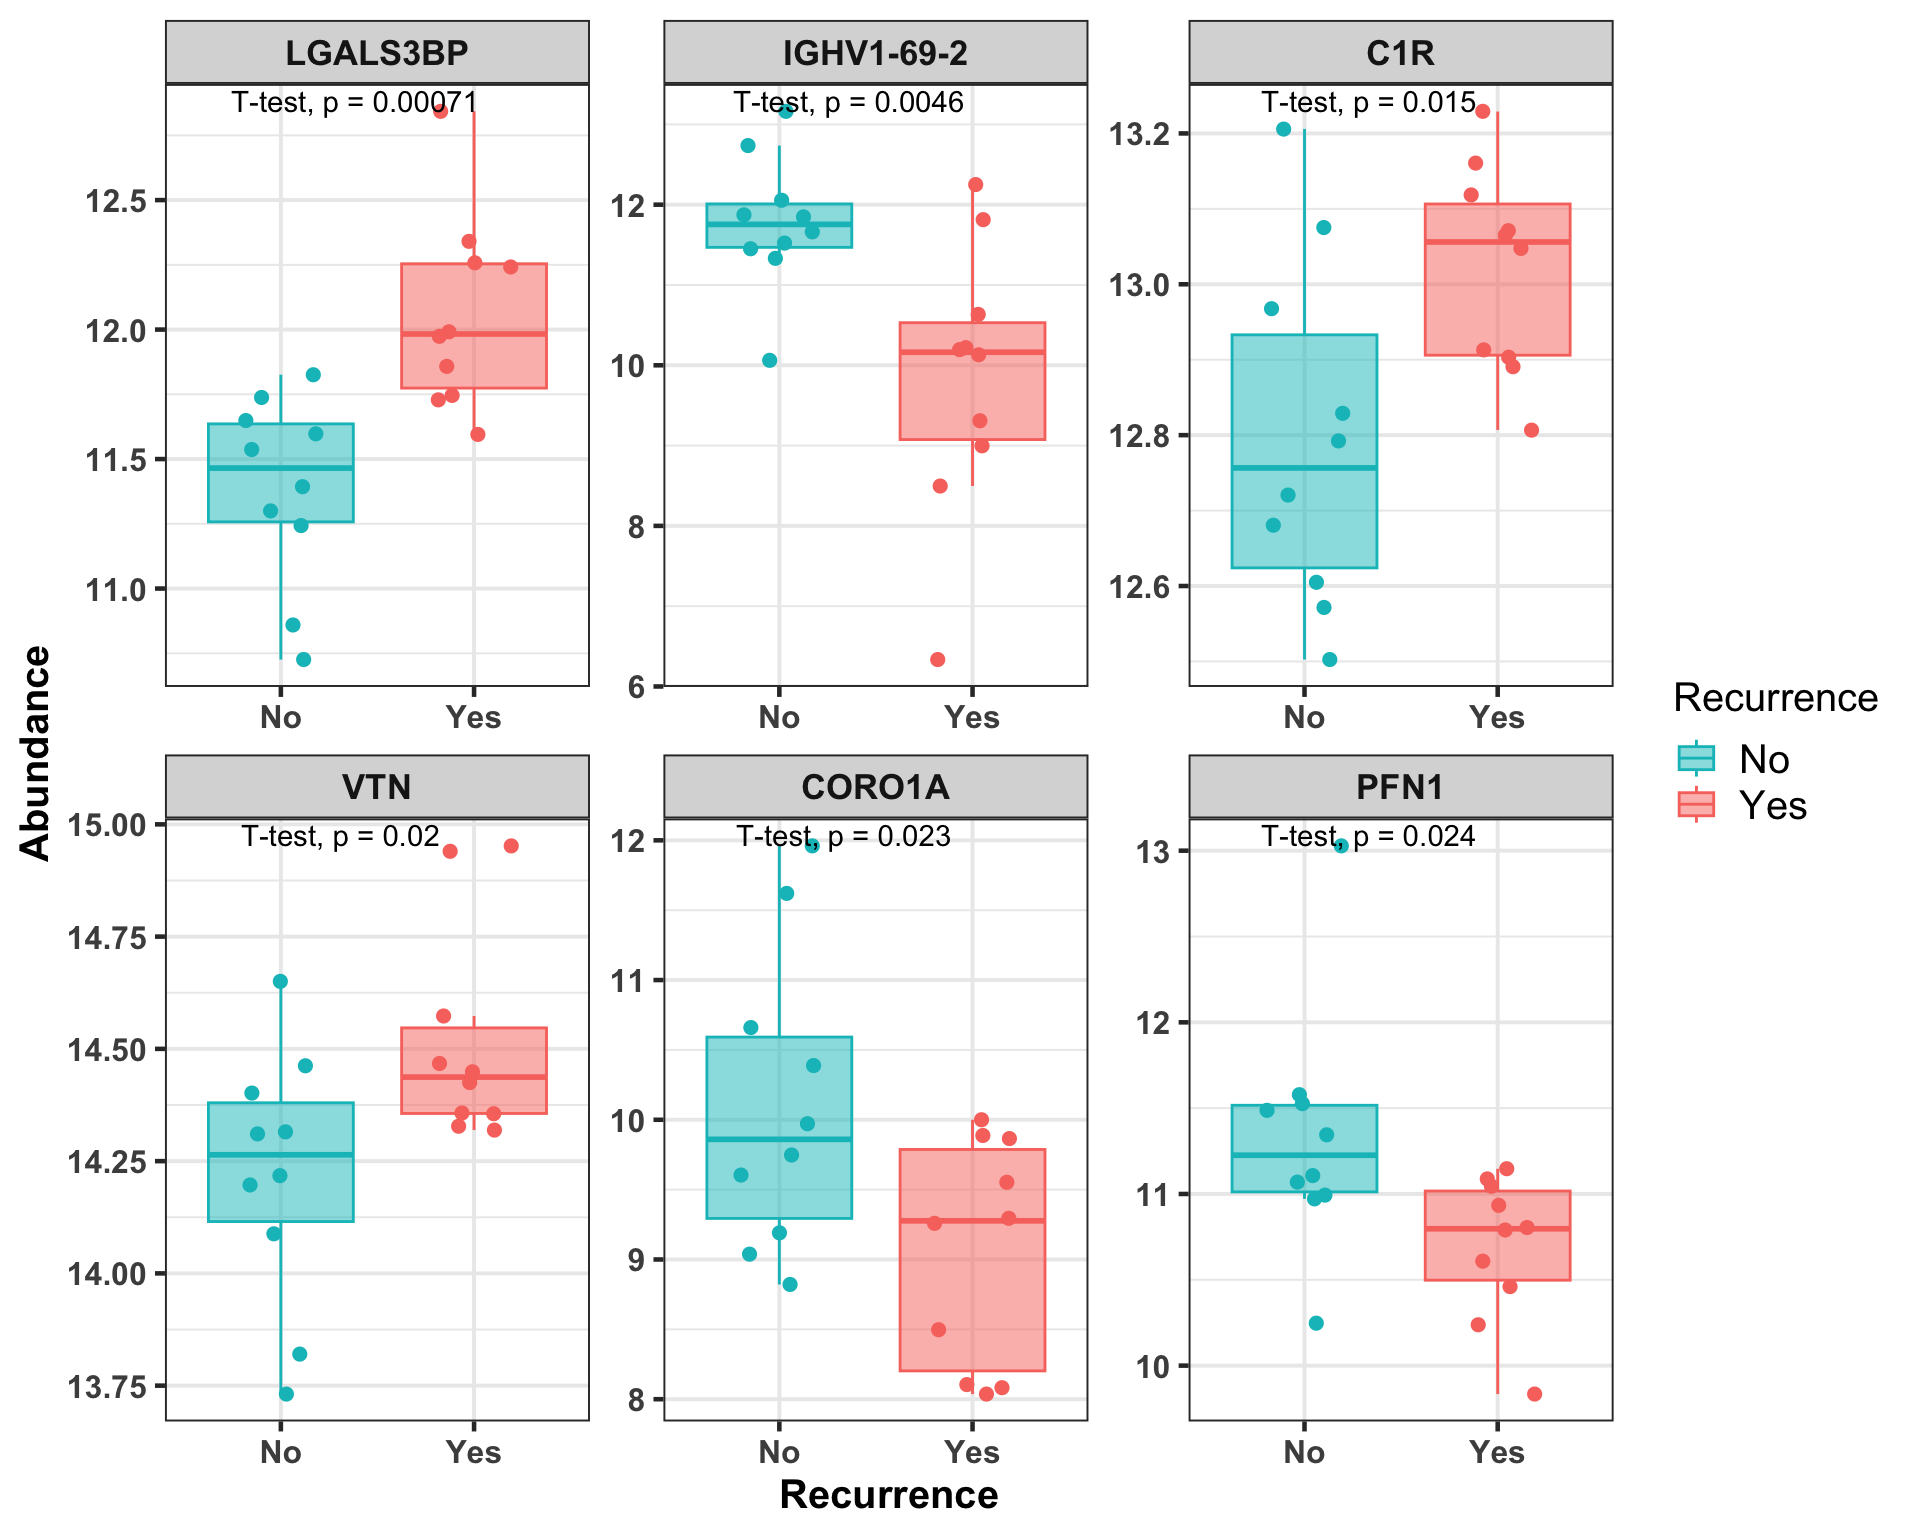 LGALS3BP
IGHV1-69-2
C1R
T-test, p = 0.00071
T-test, p = 0.0046
T-test, p = 0.015
12.5
12.0
11.5
11.0
12
10
8
6
13.2
13.0
12.8
12.6
No
Yes
No
Yes
No
Yes
VTN
CORO1A
PFN1
T-test, p = 0.02
T-test, p = 0.023
T-test, p = 0.024
15.00
14.75
14.50
14.25
14.00
13.75
12
11
10
9
8
13
12
11
10
No
Yes
No
Yes
No
Yes
Abundance
Recurrence
Recurrence
No
Yes